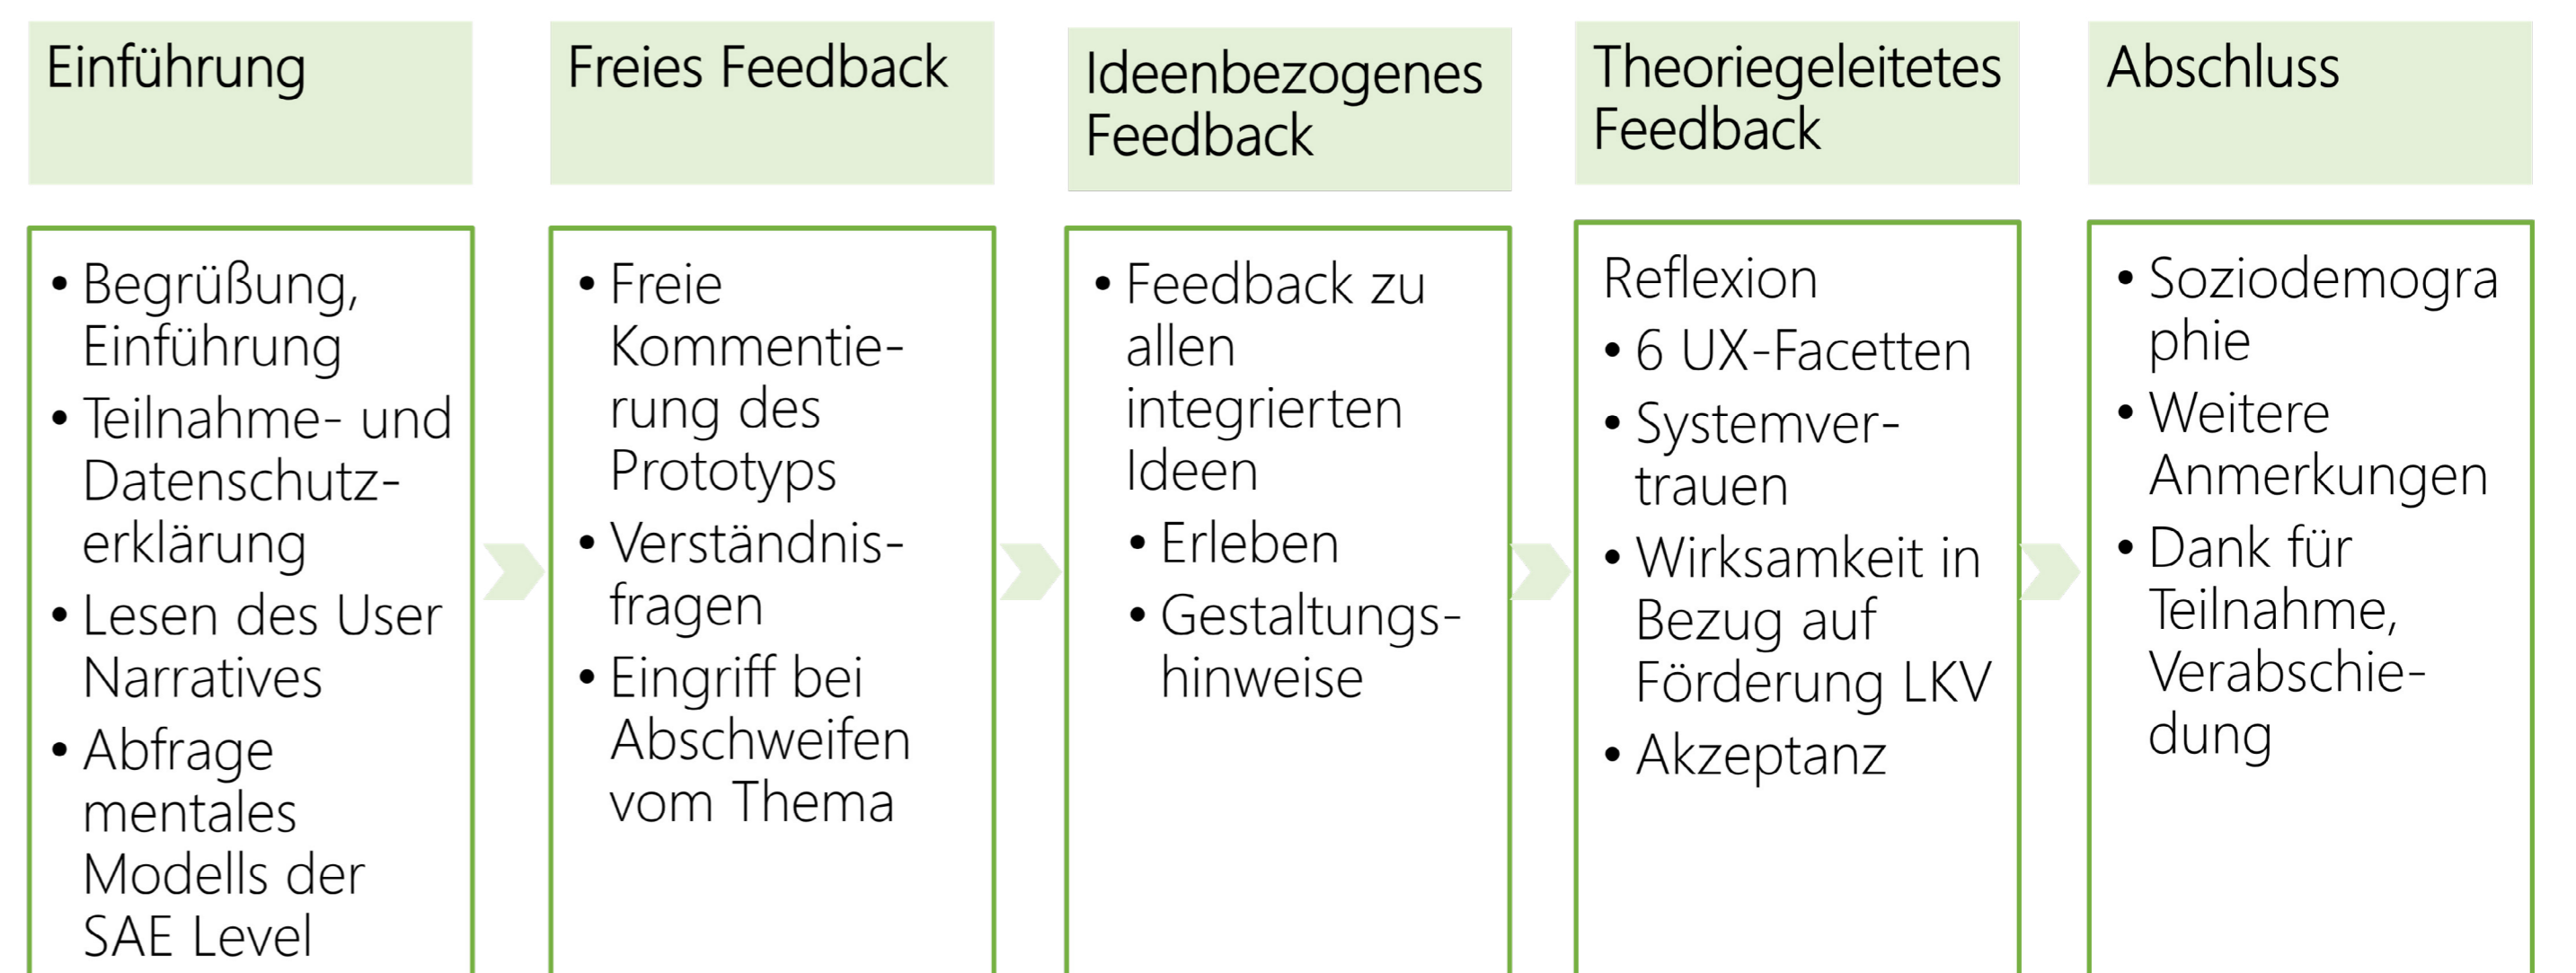 Einführung
• Begrüßung,
Einführung
• Teilnahme- und
Datenschutz-
erklärung
• Lesen des User
Narratives
• Abfrage
mentales
Modells der
SAE Level
Freies Feedback
• Freie
Kommentie-
rung des
Prototyps
• Verständnis-
fragen
• Eingriff bei
Abschweifen
vom Thema
Ideenbezogenes
Feedback
• Feedback zu
allen
integrierten
Ideen
• Erleben
• Gestaltungs-
hinweise
Theoriegeleitetes
Feedback
Reflexion
• 6 UX-Facetten
• Systemver-
trauen
• Wirksamkeit in
Bezug auf
Förderung LKV
• Akzeptanz
Abschluss
• Soziodemogra
phie
• Weitere
Anmerkungen
• Dank für
Teilnahme,
Verabschie-
dung